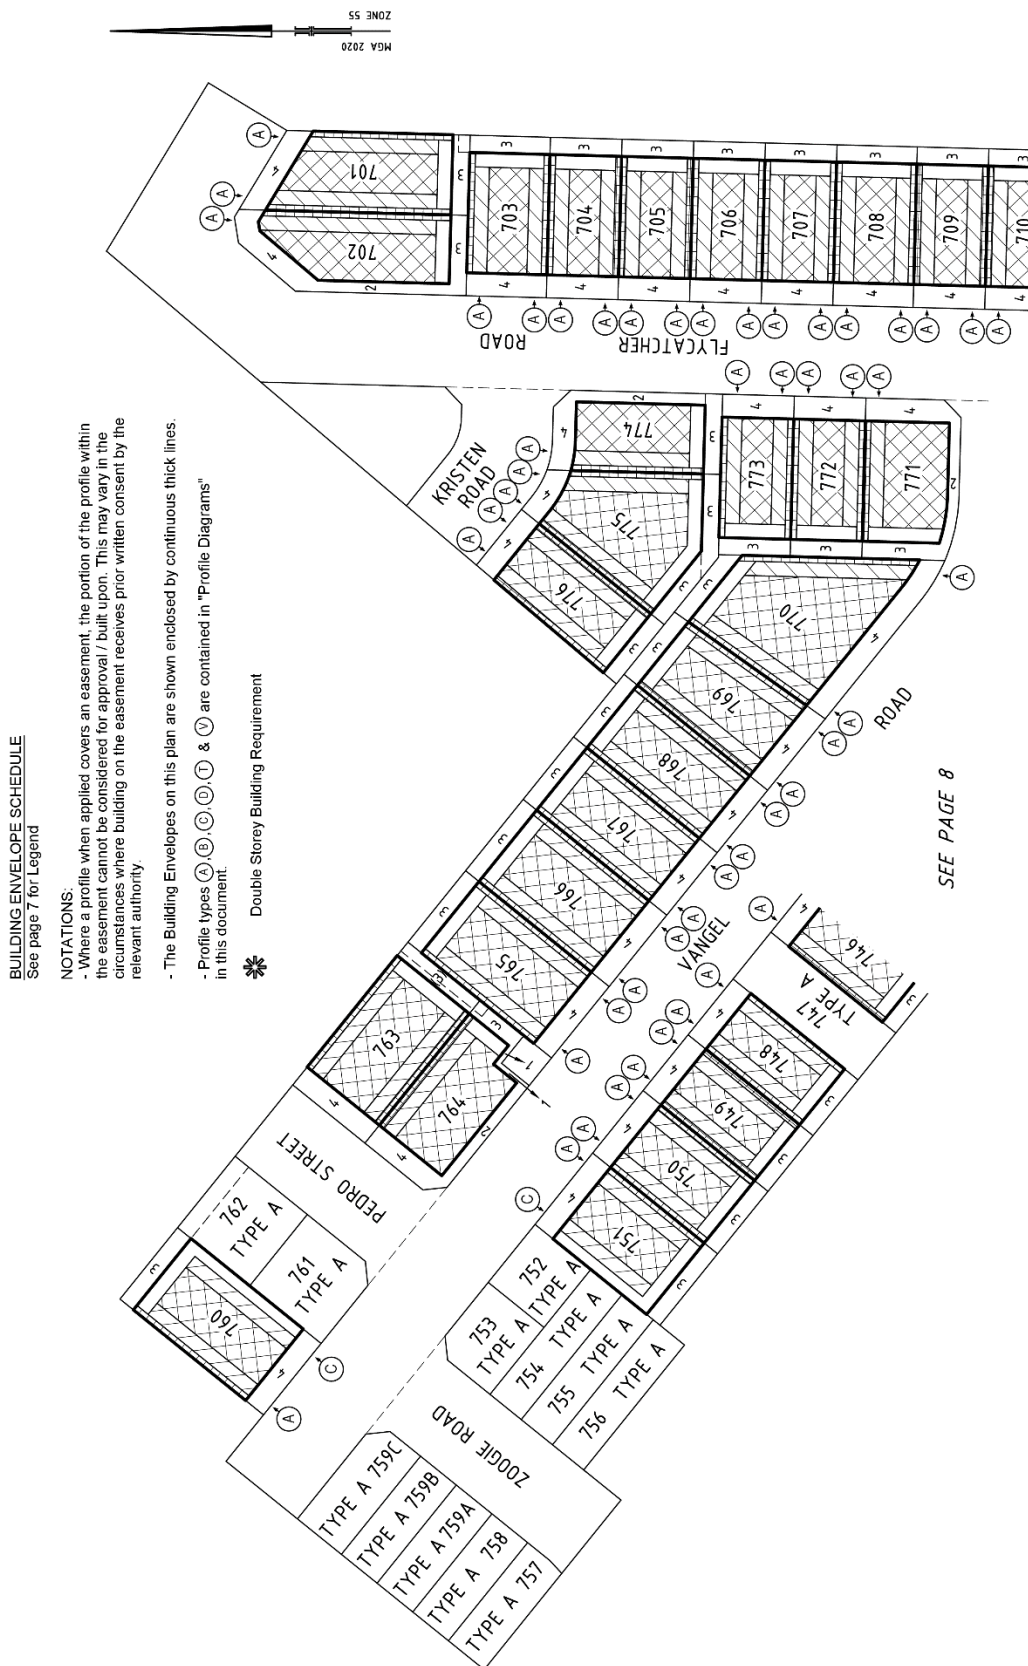 BUILDING ENVELOPE SCHEDULE
See page 7 for Legend
NOTATIONS:
- Where a profile when applied covers an easement, the portion of the profile within
the easement cannot be considered for approval / built upon. This may vary in the
circumstances where building on the easement receives prior written consent by the
relevant authority.
- The Building Envelopes on this plan are shown enclosed by continuous thick lines.
- Profile types A, B, C, D, T & V are contained in "Profile Diagrams"
in this document.
Double Storey Building Requirement
MGA 2020
ZONE 55
701
702
703
704
705
706
707
708
709
710
FLYCATCHER
ROAD
KRISTEN
ROAD
774
775
776
773
772
771
770
769
768
767
766
765
763
764
VANGEL
ROAD
SEE PAGE 8
746
747
TYPE A
748
749
750
751
PEDRO STREET
762
TYPE A
761
TYPE A
760
752
TYPE A
753
TYPE A
754 TYPE A
755 TYPE A
756 TYPE A
ZOOGIE ROAD
TYPE A 759C
TYPE A 759B
TYPE A 759A
TYPE A 758
TYPE A 757